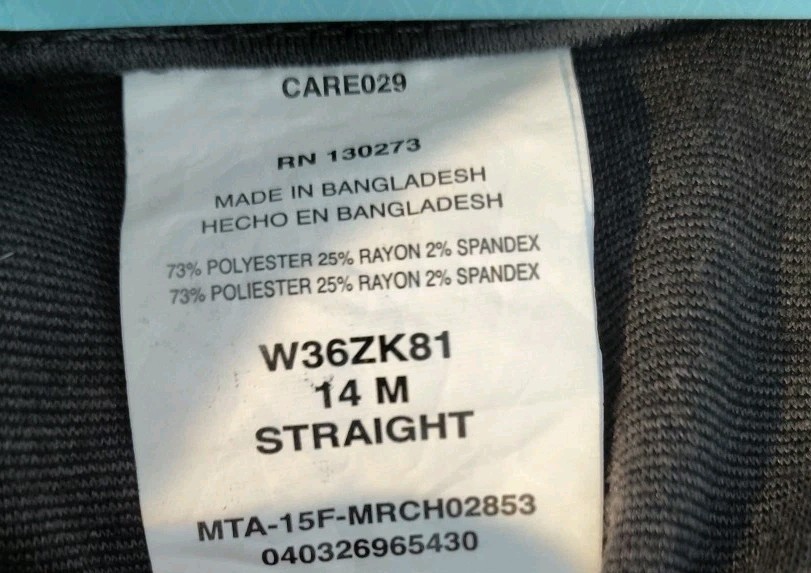 CARE029
RN 130273
MADE IN BANGLADESH
HECHO EN BANGLADESH
73% POLYESTER 25% RAYON 2% SPANDEX
73% POLIESTER 25% RAYON 2% SPANDEX
W36ZK81
14 M
STRAIGHT
MTA-15F-MRCH02853
040326965430